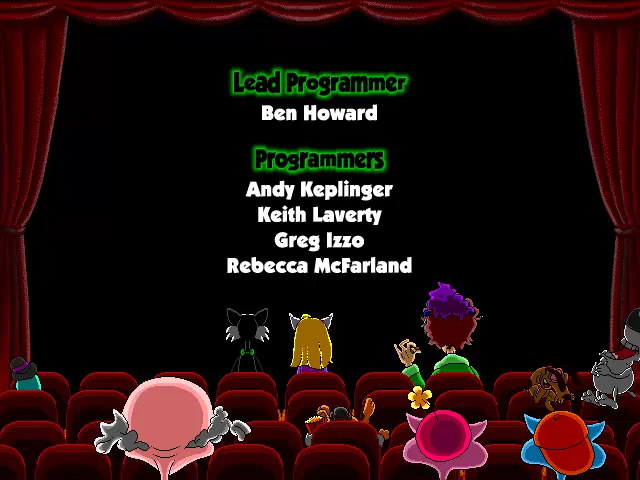 Lead Programmer
Ben Howard
Programmers
Andy Keplinger
Keith Laverty
Greg Izzo
Rebecca McFarland